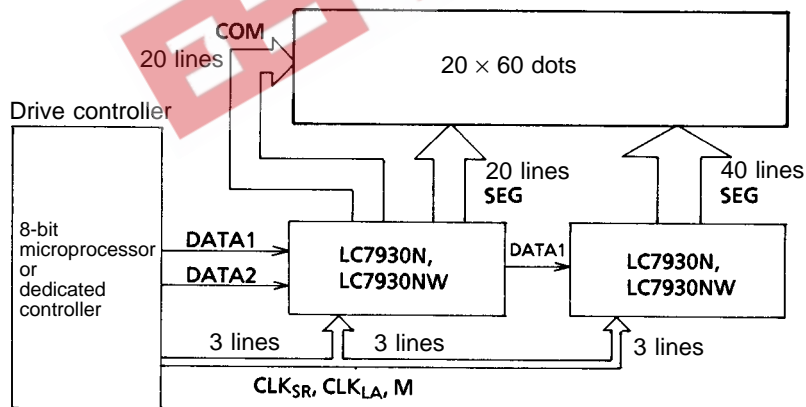 COM
20 lines
20 × 60 dots
Drive controller
20 lines
SEG
40 lines
SEG
8-bit
microprocessor
or
dedicated
controller
DATA1
DATA2
LC7930N,
LC7930NW
DATA1
LC7930N,
LC7930NW
3 lines
3 lines
3 lines
CLKSR, CLKLA, M